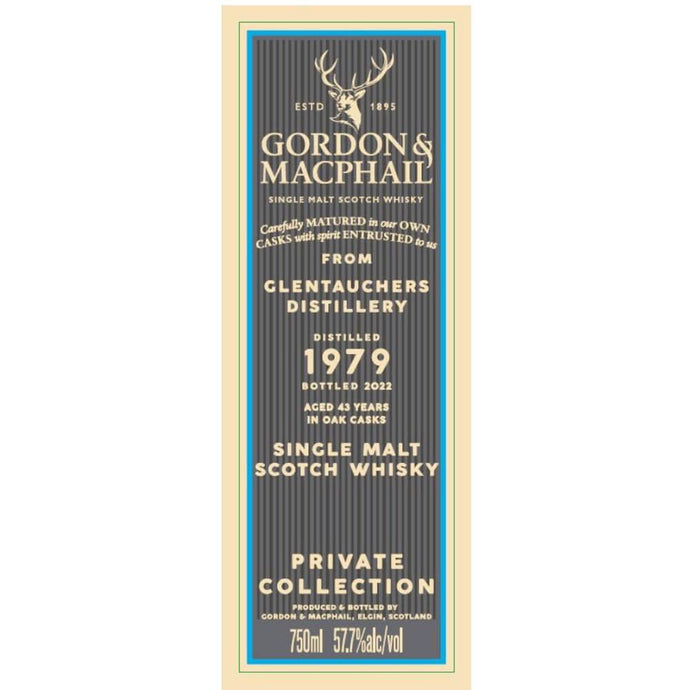 ESTD 1895
GORDON &
MACPHAIL
SINGLE MALT SCOTCH WHISKY
Carefully MATURED in our OWN
CASKS with spirit ENTRUSTED to us
FROM
GLENTAUCHERS
DISTILLERY
DISTILLED
1979
BOTTLED 2022
AGED 43 YEARS
IN OAK CASKS
SINGLE MALT
SCOTCH WHISKY
PRIVATE
COLLECTION
PRODUCED & BOTTLED BY
GORDON & MACPHAIL, ELGIN, SCOTLAND
750ml 57.7%alc/vol